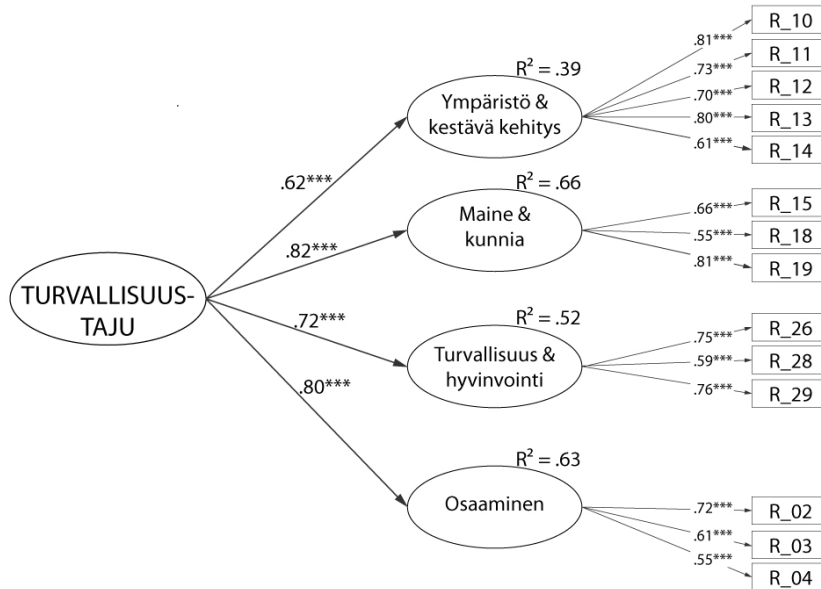 TURVALLISUUS-
TAJU
.62***
.82***
.72***
.80***
R² = .39
Ympäristö &
kestävä kehitys
.81***
.73***
.70***
.80***
.61***
R_10
R_11
R_12
R_13
R_14
R² = .66
Maine &
kunnia
.66***
.55***
.81***
R_15
R_18
R_19
R² = .52
Turvallisuus &
hyvinvointi
.75***
.59***
.76***
R_26
R_28
R_29
R² = .63
Osaaminen
.72***
.61***
.55***
R_02
R_03
R_04